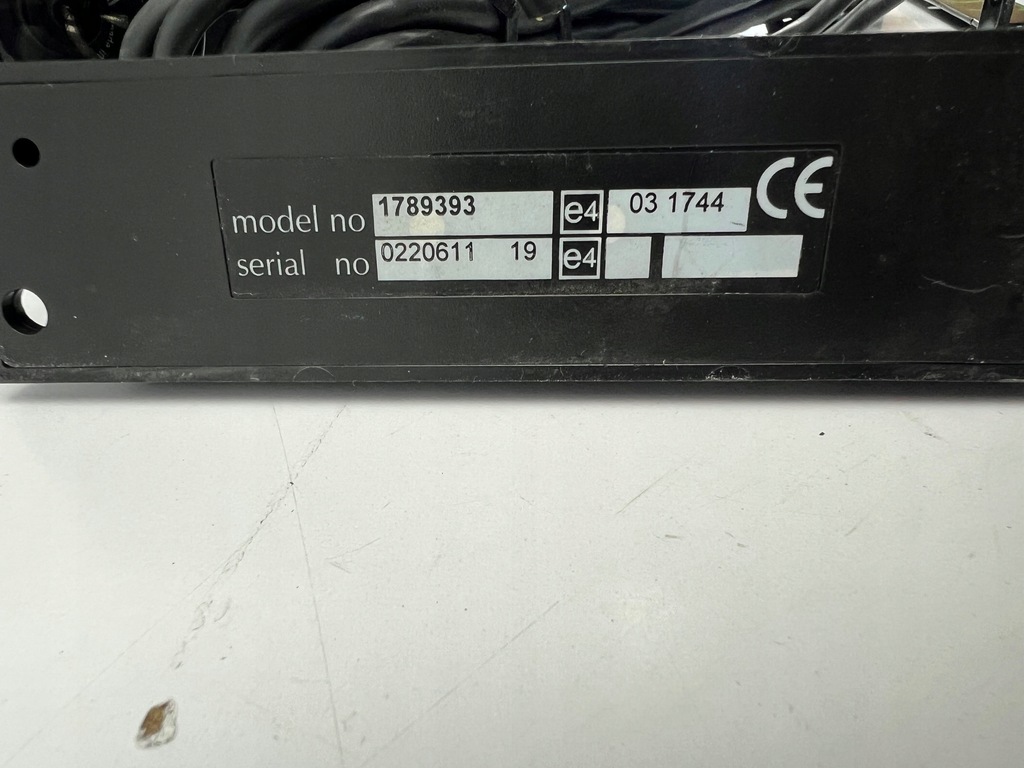 model no 1789393 e4 03 1744 CE
serial no 0220611 19 e4